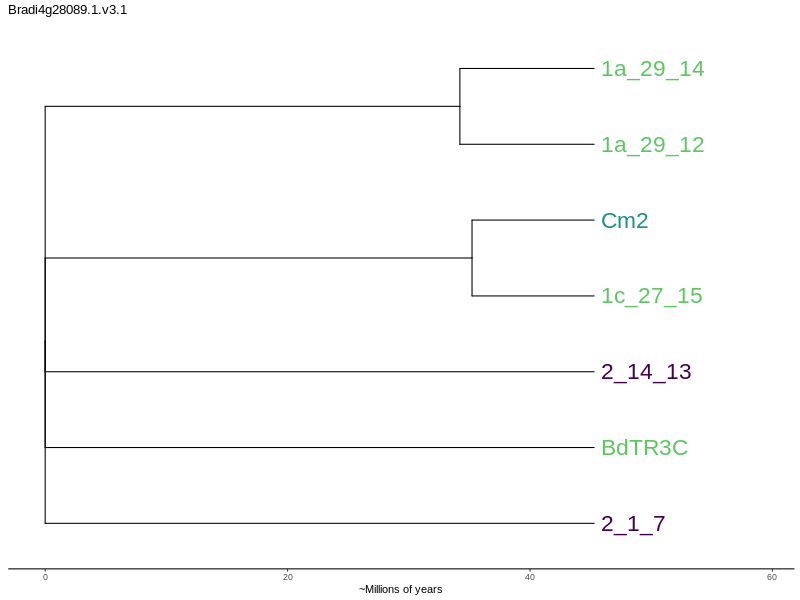 Bradi4g28089.1.v3.1
1a_29_14
1a_29_12
Cm2
1c_27_15
2_14_13
BdTR3C
2_1_7
0 20 40 60
~Millions of years